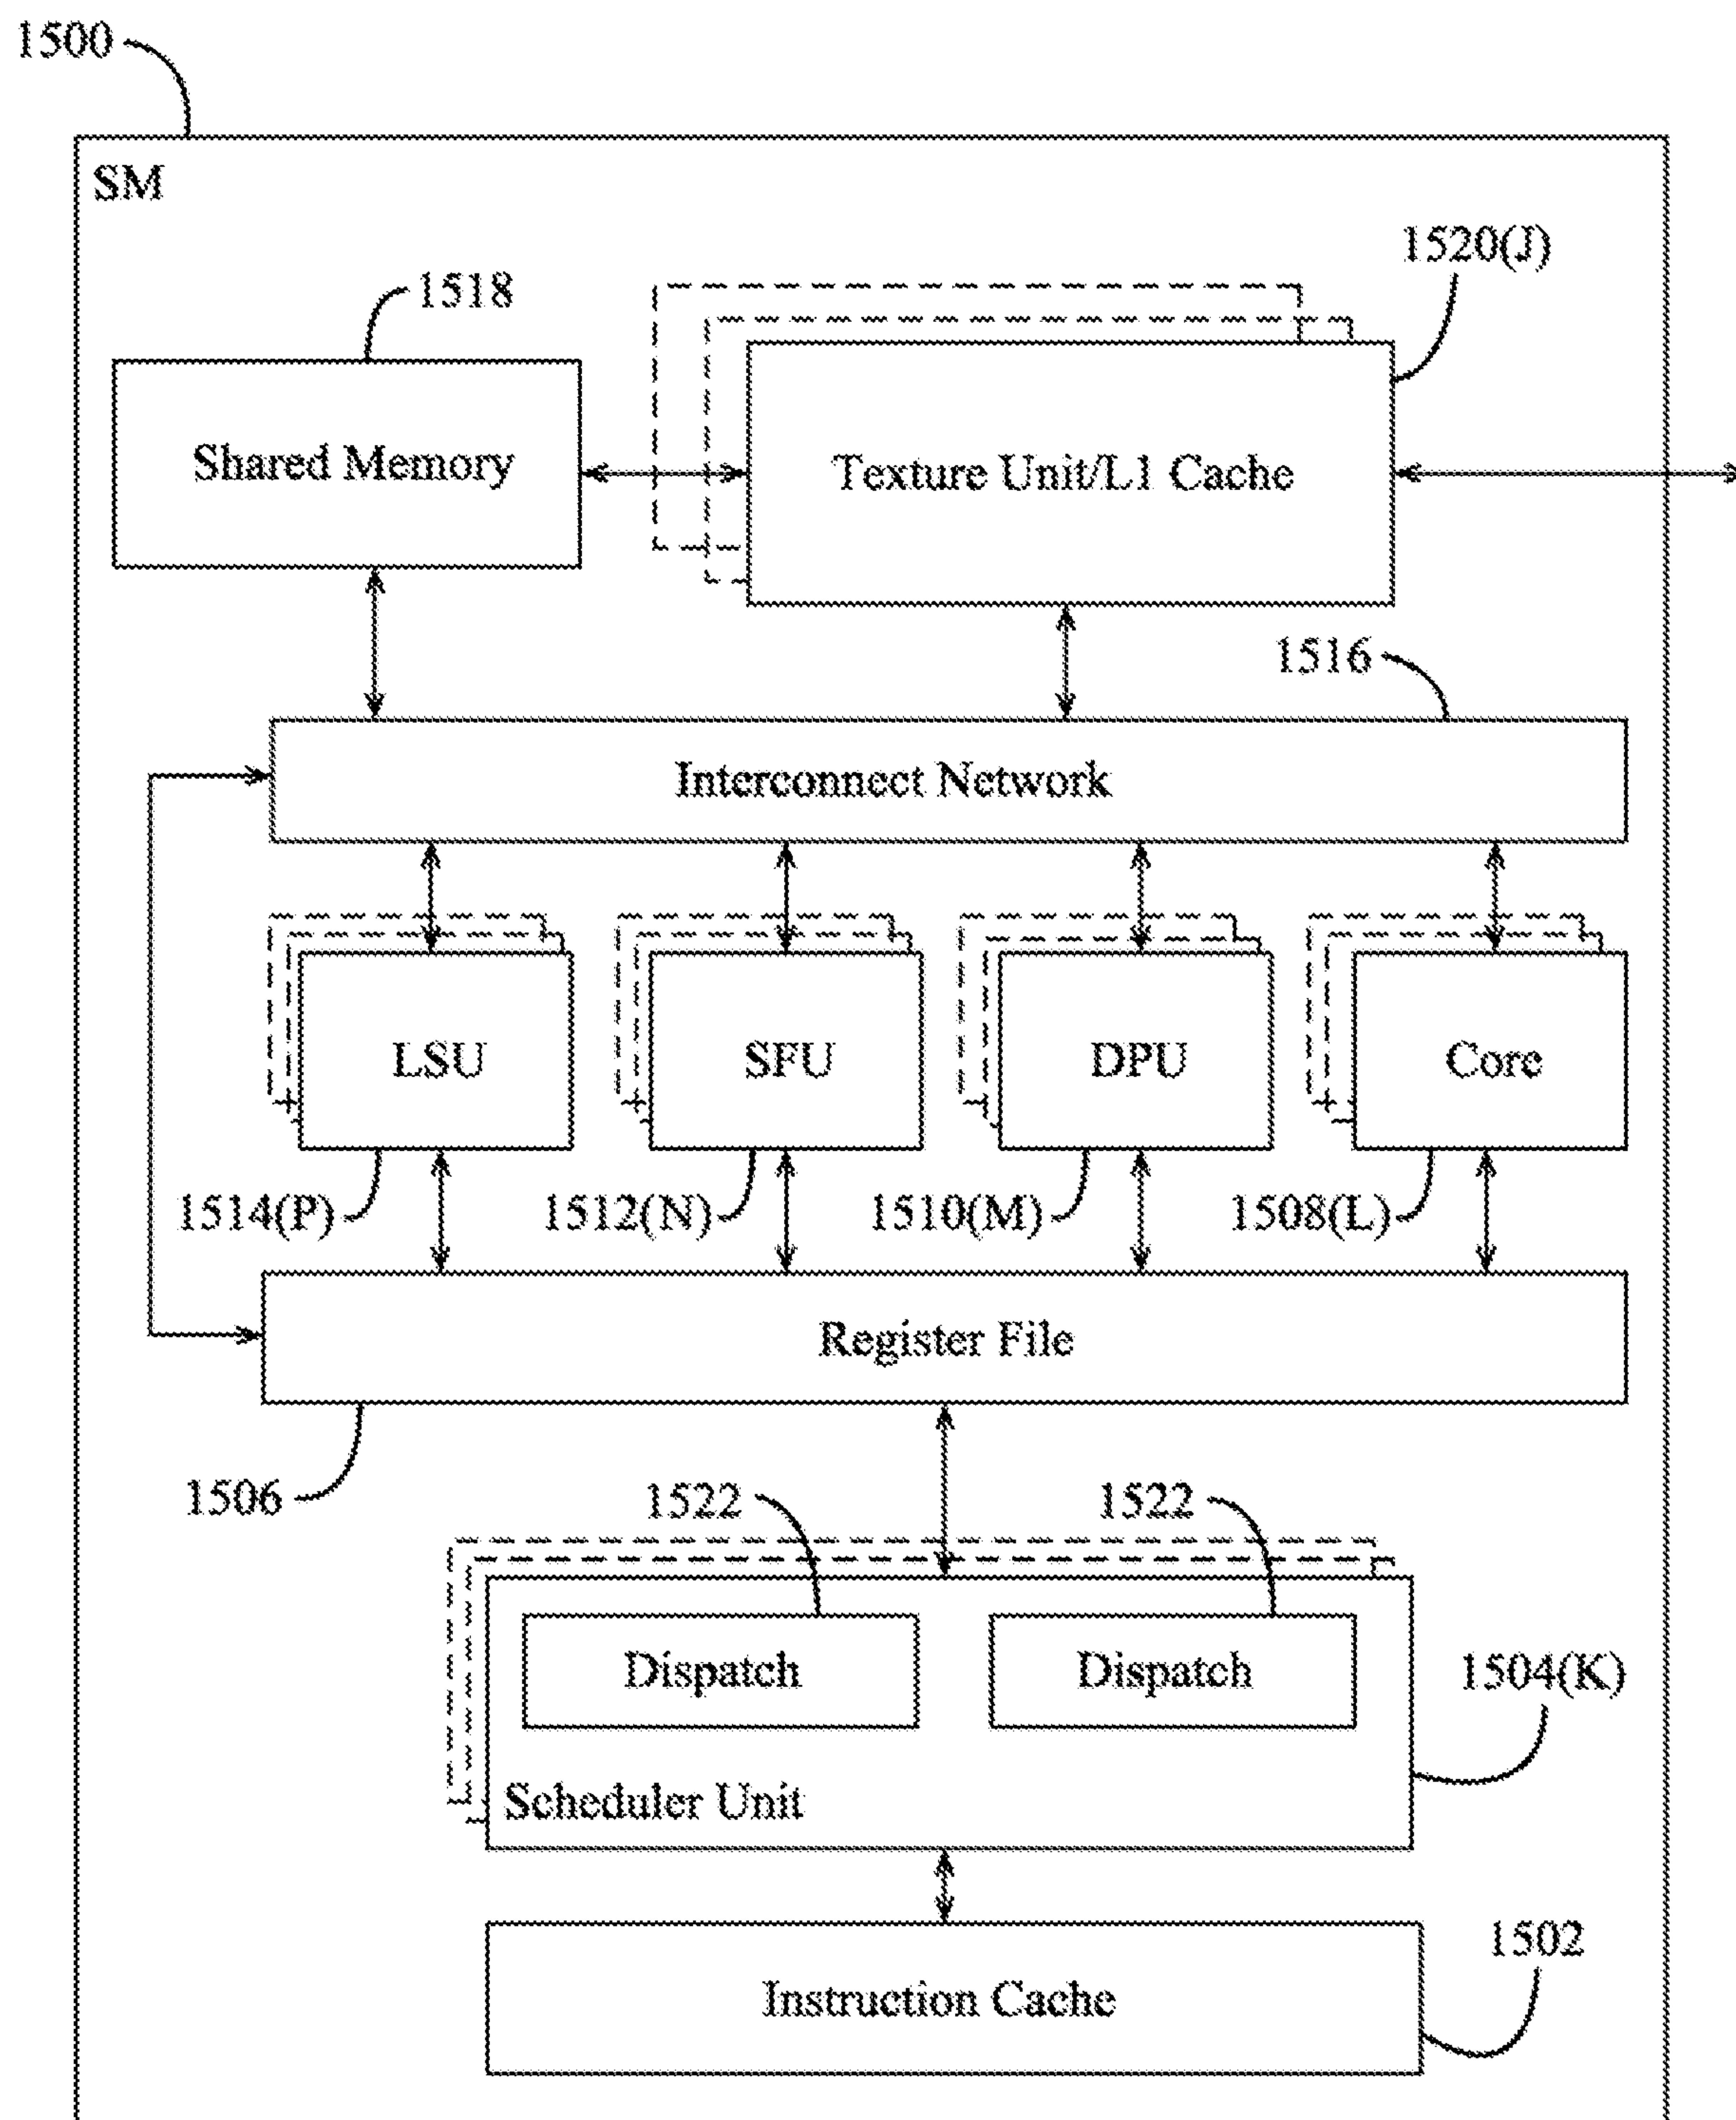 1500
SM
1520(J)
1518
Shared Memory
Texture Unit/L1 Cache
1516
Interconnect Network
LSU
SFU
DPU
Core
1514(P)
1512(N)
1510(M)
1508(L)
Register File
1506
1522
1522
Dispatch
Dispatch
1504(K)
Scheduler Unit
1502
Instruction Cache